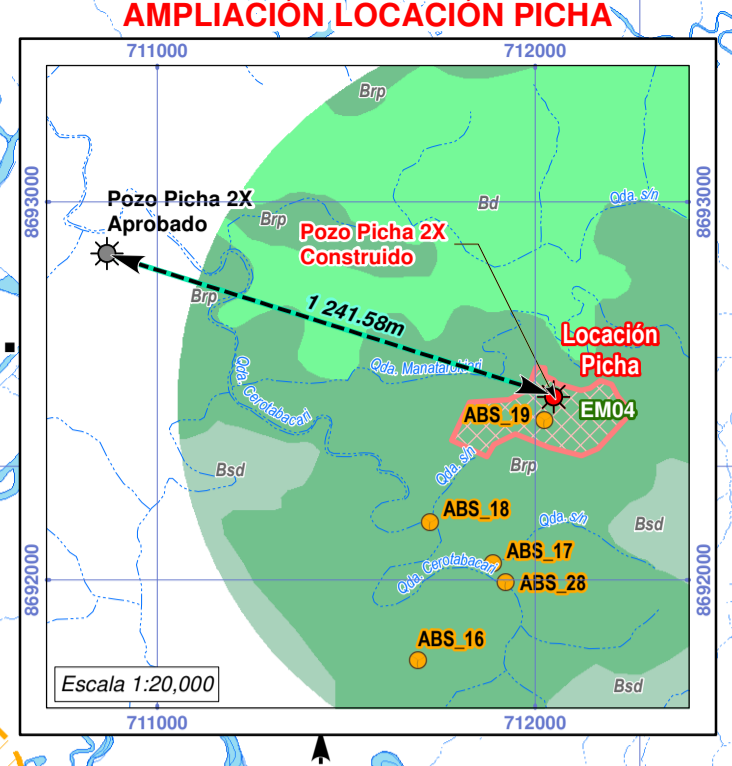 AMPLIACIÓN LOCACIÓN PICHA
711000
712000
Brp
8693000
8693000
Qda. s/n
Pozo Picha 2X
Aprobado
Bd
Brp
Pozo Picha 2X
Construido
Brp
1 241.58m
Locación
Picha
Qda. Manatarokieri
Qda. Cerotabacari
ABS_19
EM04
Qda. s/n
Brp
Bsd
ABS_18
Qda. s/n
Bsd
ABS_17
Qda. Cerotabacari
ABS_28
8692000
8692000
ABS_16
Escala 1:20,000
Bsd
711000
712000